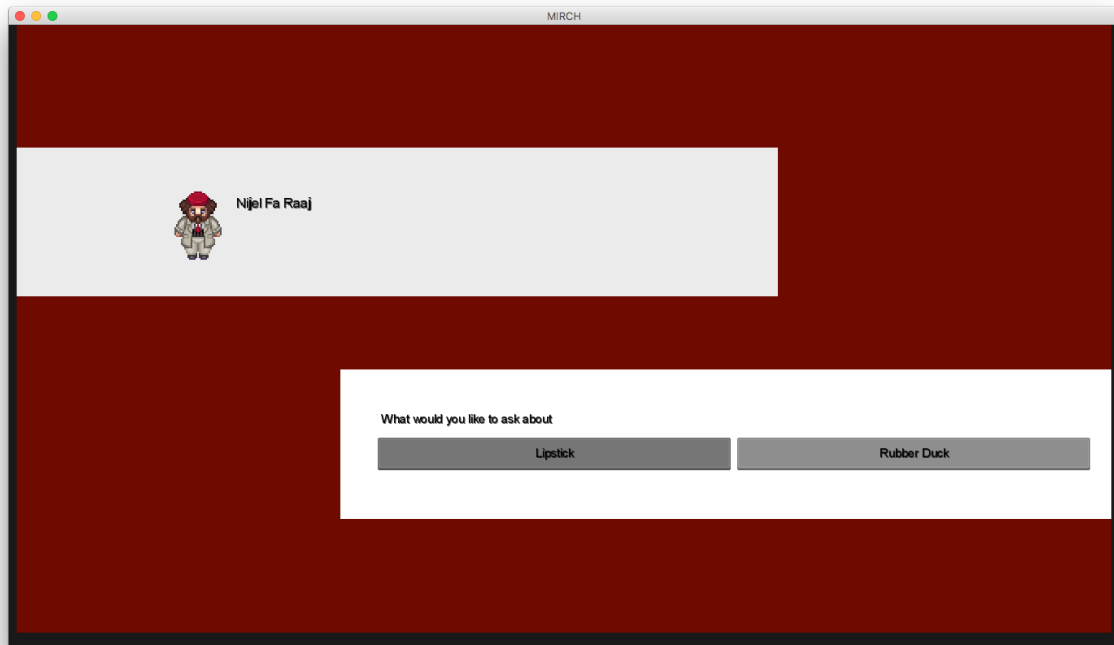 MIRCH
Nijel Fa Raaj
What would you like to ask about
Lipstick
Rubber Duck